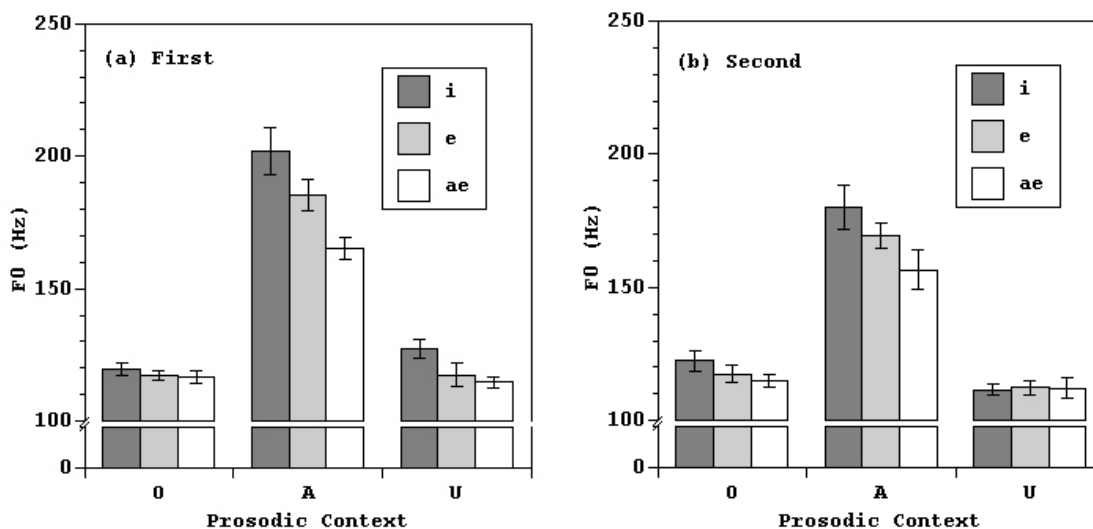 250
200
150
100
0
F0 (Hz)
(a) First
i
e
ae
O
A
U
Prosodic Context
250
200
150
100
0
F0 (Hz)
(b) Second
i
e
ae
O
A
U
Prosodic Context